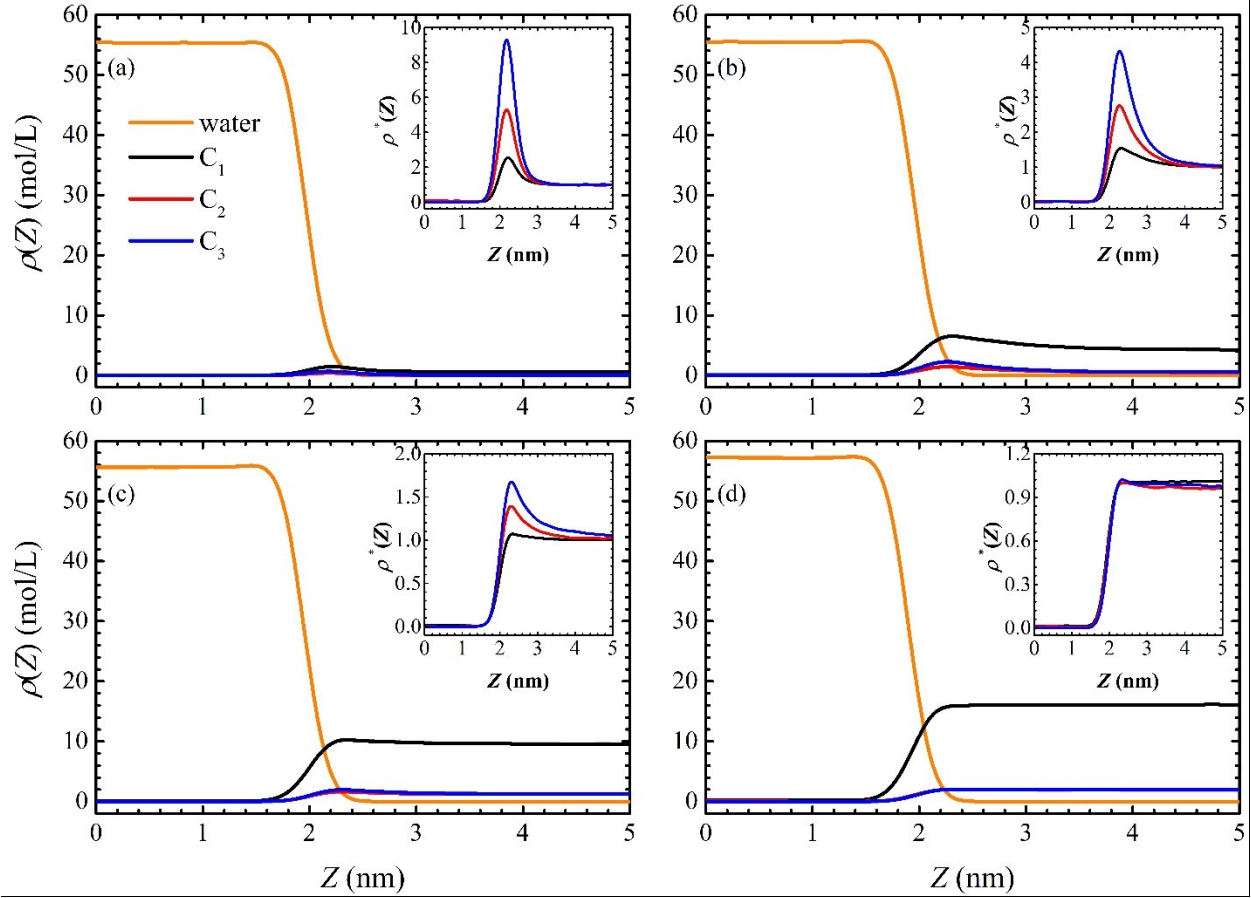 60
50
40
30
20
10
0
0 1 2 3 4 5
ρ(Z) (mol/L)
(a)
water
C₁
C₂
C₃
10
8
6
4
2
0
0 1 2 3 4 5
ρ*(Z)
Z (nm)
60
50
40
30
20
10
0
0 1 2 3 4 5
(b)
5
4
3
2
1
0
0 1 2 3 4 5
ρ*(Z)
Z (nm)
60
50
40
30
20
10
0
0 1 2 3 4 5
ρ(Z) (mol/L)
Z (nm)
(c)
2.0
1.5
1.0
0.5
0.0
0 1 2 3 4 5
ρ*(Z)
Z (nm)
60
50
40
30
20
10
0
0 1 2 3 4 5
Z (nm)
(d)
1.2
0.9
0.6
0.3
0.0
0 1 2 3 4 5
ρ*(Z)
Z (nm)